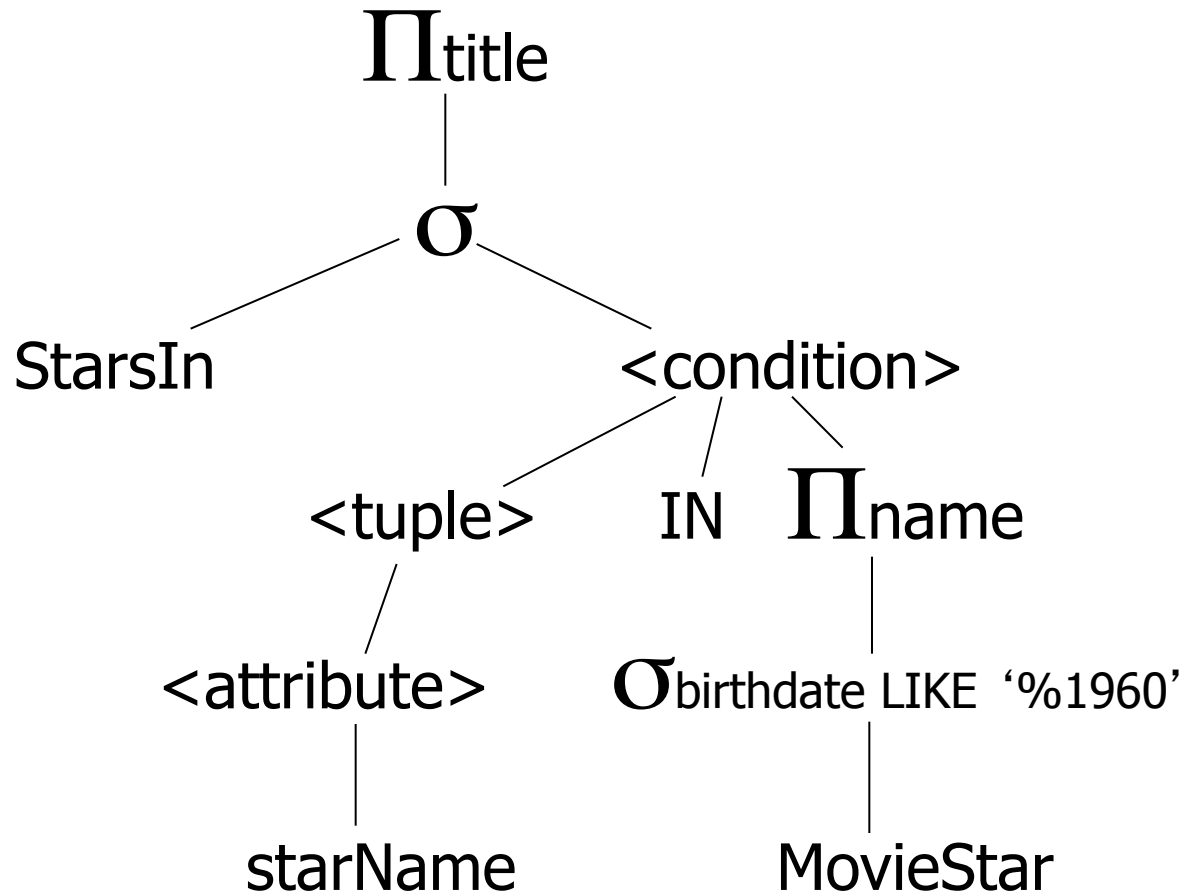 Πtitle
σ
StarsIn <condition>
<tuple> IN Πname
<attribute> σbirthdate LIKE ‘%1960’
starName MovieStar